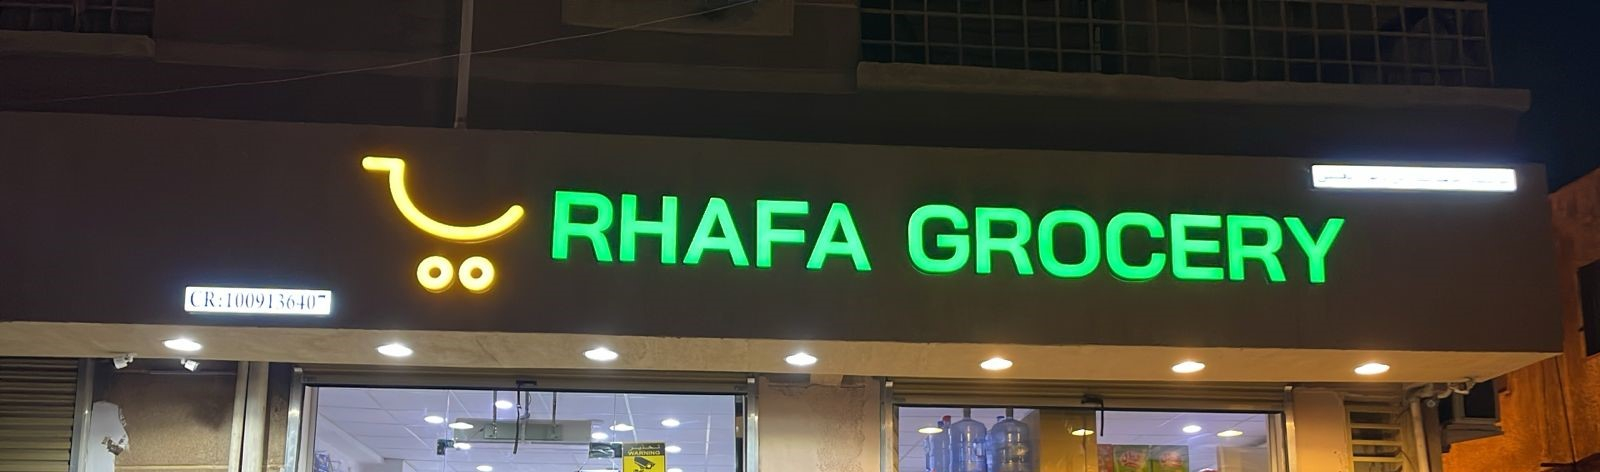 RHAFA GROCERY
CR:1009136407
WARNING